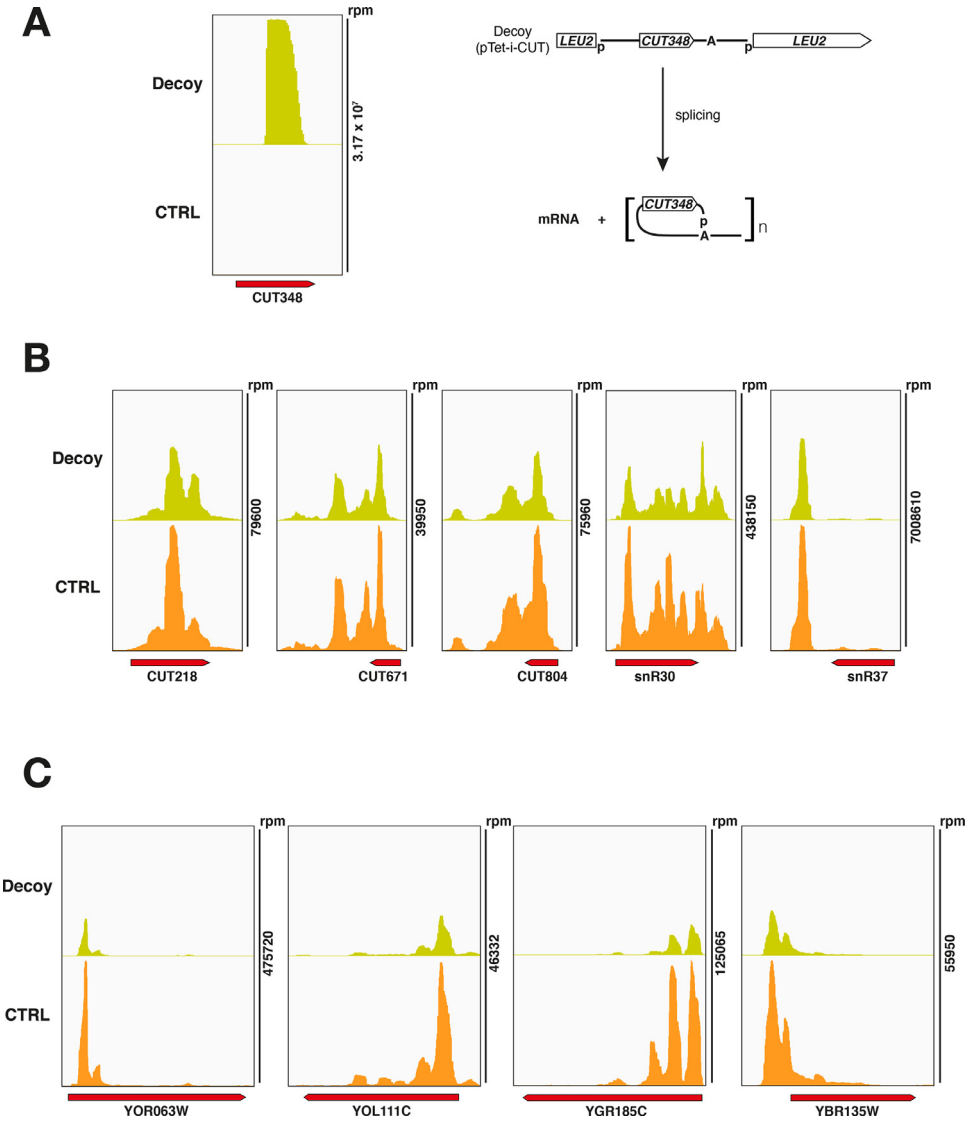 A
rpm
Decoy
3.17 x 10⁷
CTRL
CUT348
Decoy
(pTet-i-CUT)
LEU2 p CUT348 A p LEU2
splicing
mRNA + [ CUT348 p A ] n
B
rpm rpm rpm rpm rpm
Decoy
79600 39950 75960 438150 7008610
CTRL
CUT218 CUT671 CUT804 snR30 snR37
C
rpm rpm rpm rpm
Decoy
475720 46332 125065 55950
CTRL
YOR063W YOL111C YGR185C YBR135W